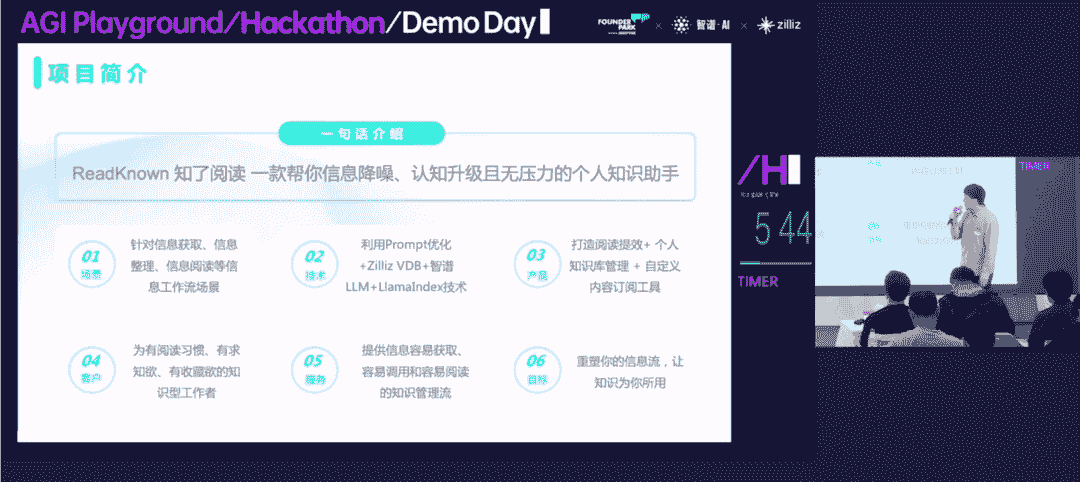 AGI Playground/Hackathon/Demo Day
FOUNDER PARK × 智谱·AI × zilliz
项目简介
一句话介绍
ReadKnown 知了阅读 一款帮你信息降噪、认知升级且无压力的个人知识助手
01
场景
针对信息获取、信息
整理、信息阅读等信
息工作流场景
02
技术
利用Prompt优化
+Zilliz VDB+智谱
LLM+LlamaIndex技术
03
产品
打造阅读提效+ 个人
知识库管理 + 自定义
内容订阅工具
04
客户
为有阅读习惯、有求
知欲、有收藏欲的知
识型工作者
05
服务
提供信息容易获取、
容易调用和容易阅读
的知识管理流
06
目标
重塑你的信息流，让
知识为你所用
/H
5 44
TIMER
TIMER